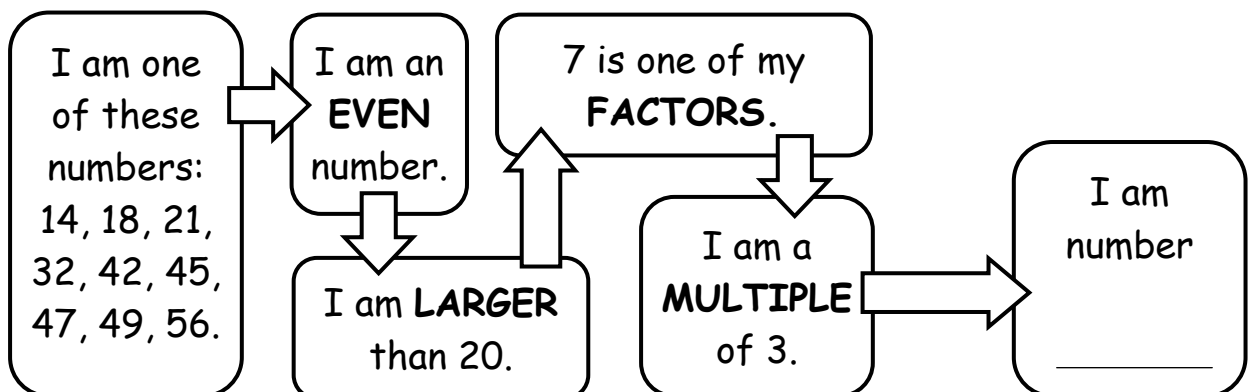 I am one
of these
numbers:
14, 18, 21,
32, 42, 45,
47, 49, 56.
I am an
EVEN
number.
I am LARGER
than 20.
7 is one of my
FACTORS.
I am a
MULTIPLE
of 3.
I am
number